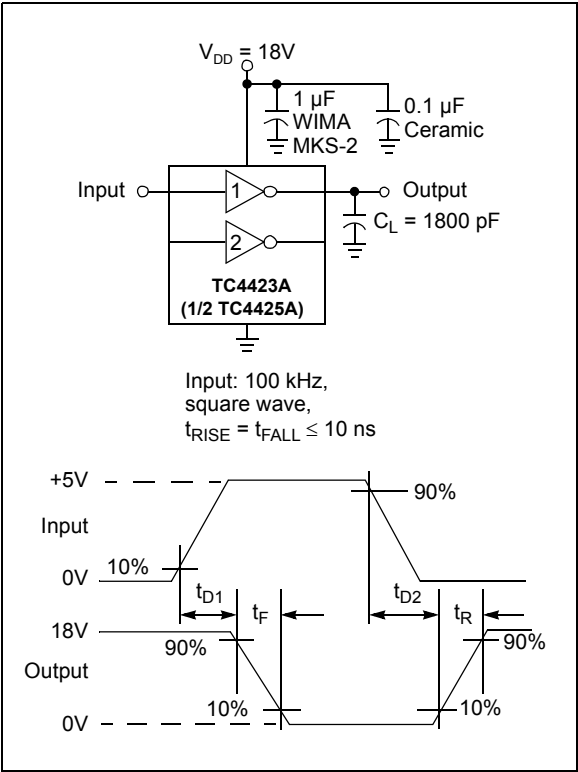 V_DD = 18V
1 µF
WIMA
MKS-2
0.1 µF
Ceramic
Input
1
Output
C_L = 1800 pF
2
TC4423A
(1/2 TC4425A)
Input: 100 kHz,
square wave,
t_RISE = t_FALL ≤ 10 ns
+5V
90%
Input
10%
0V
t_D1
t_F
t_D2
t_R
18V
90%
90%
Output
10%
10%
0V